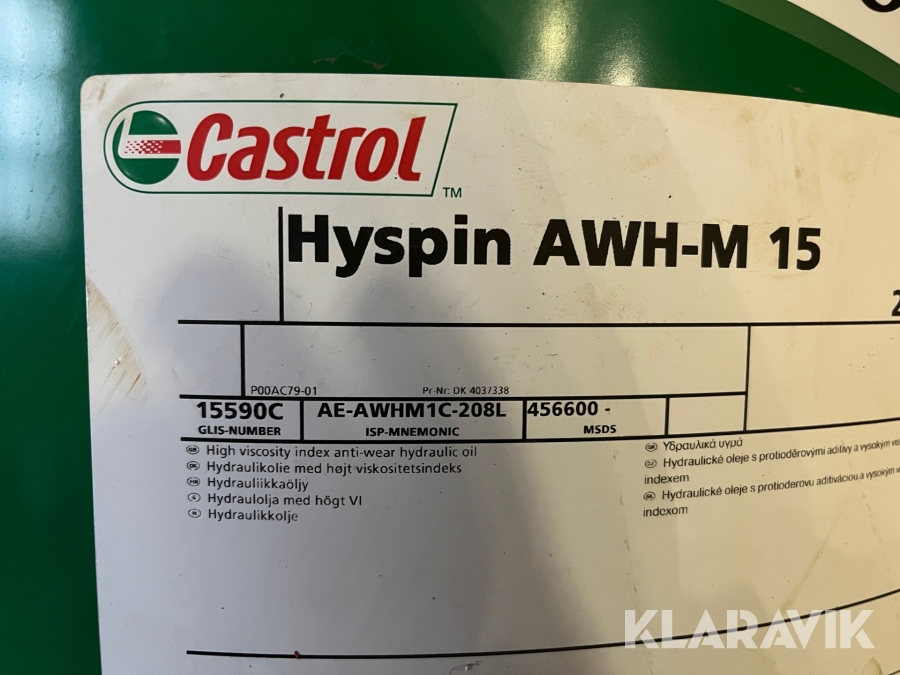 Castrol
TM
Hyspin AWH-M 15
P00AC79-01 Pr-Nr: DK 4037338
15590C AE-AWHM1C-208L 456600 -
GLIS-NUMBER ISP-MNEMONIC MSDS
High viscosity index anti-wear hydraulic oil
Hydraulikolie med højt viskositetsindeks
Hydrauliikkaöljy
Hydraulolja med högt VI
Hydraulikkolje
Υδραυλικά υγρά
Hydraulické oleje s protioděrovými aditivy a vysokým
indexem
Hydraulické oleje s protioderovu aditiváciou a vysokým
indexom
KLARAVIK